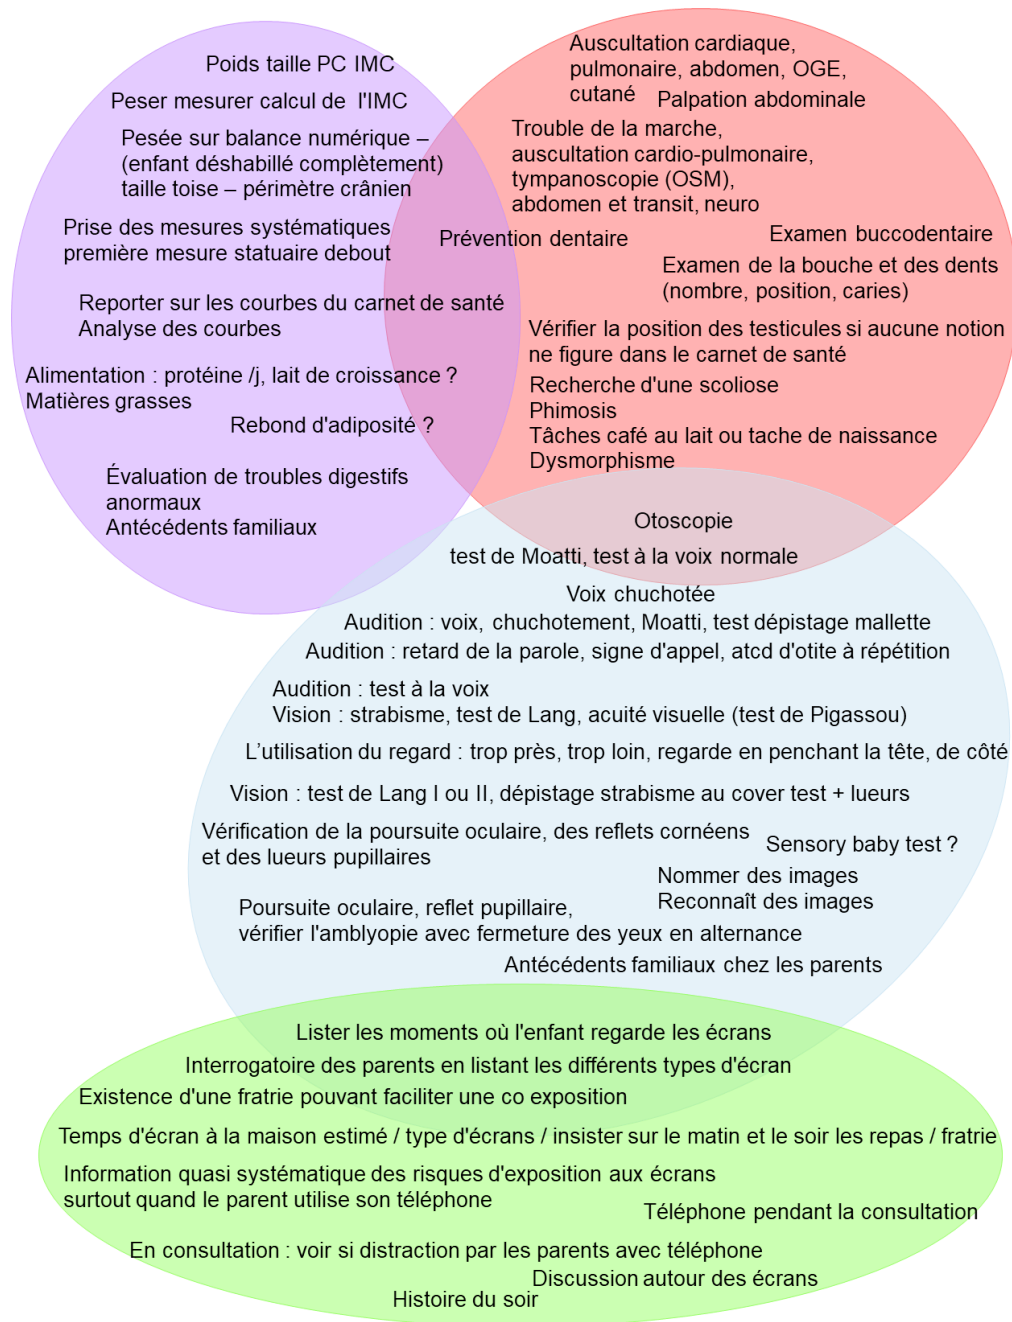 Poids taille PC IMC
Peser mesurer calcul de l'IMC
Pesée sur balance numérique –
(enfant déshabillé complètement)
taille toise – périmètre crânien
Prise des mesures systématiques
première mesure statuaire debout
Reporter sur les courbes du carnet de santé
Analyse des courbes
Alimentation : protéine /j, lait de croissance ?
Matières grasses
Rebond d'adiposité ?
Évaluation de troubles digestifs
anormaux
Antécédents familiaux
Auscultation cardiaque,
pulmonaire, abdomen, OGE,
cutané
Palpation abdominale
Trouble de la marche,
auscultation cardio-pulmonaire,
tympanoscopie (OSM),
abdomen et transit, neuro
Prévention dentaire
Examen buccodentaire
Examen de la bouche et des dents
(nombre, position, caries)
Vérifier la position des testicules si aucune notion
ne figure dans le carnet de santé
Recherche d'une scoliose
Phimosis
Tâches café au lait ou tache de naissance
Dysmorphisme
Otoscopie
test de Moatti, test à la voix normale
Voix chuchotée
Audition : voix, chuchotement, Moatti, test dépistage mallette
Audition : retard de la parole, signe d'appel, atcd d'otite à répétition
Audition : test à la voix
Vision : strabisme, test de Lang, acuité visuelle (test de Pigassou)
L’utilisation du regard : trop près, trop loin, regarde en penchant la tête, de côté
Vision : test de Lang I ou II, dépistage strabisme au cover test + lueurs
Vérification de la poursuite oculaire, des reflets cornéens
et des lueurs pupillaires
Sensory baby test ?
Nommer des images
Reconnaît des images
Poursuite oculaire, reflet pupillaire,
vérifier l'amblyopie avec fermeture des yeux en alternance
Antécédents familiaux chez les parents
Lister les moments où l'enfant regarde les écrans
Interrogatoire des parents en listant les différents types d'écran
Existence d'une fratrie pouvant faciliter une co exposition
Temps d'écran à la maison estimé / type d'écrans / insister sur le matin et le soir les repas / fratrie
Information quasi systématique des risques d'exposition aux écrans
surtout quand le parent utilise son téléphone
Téléphone pendant la consultation
En consultation : voir si distraction par les parents avec téléphone
Discussion autour des écrans
Histoire du soir